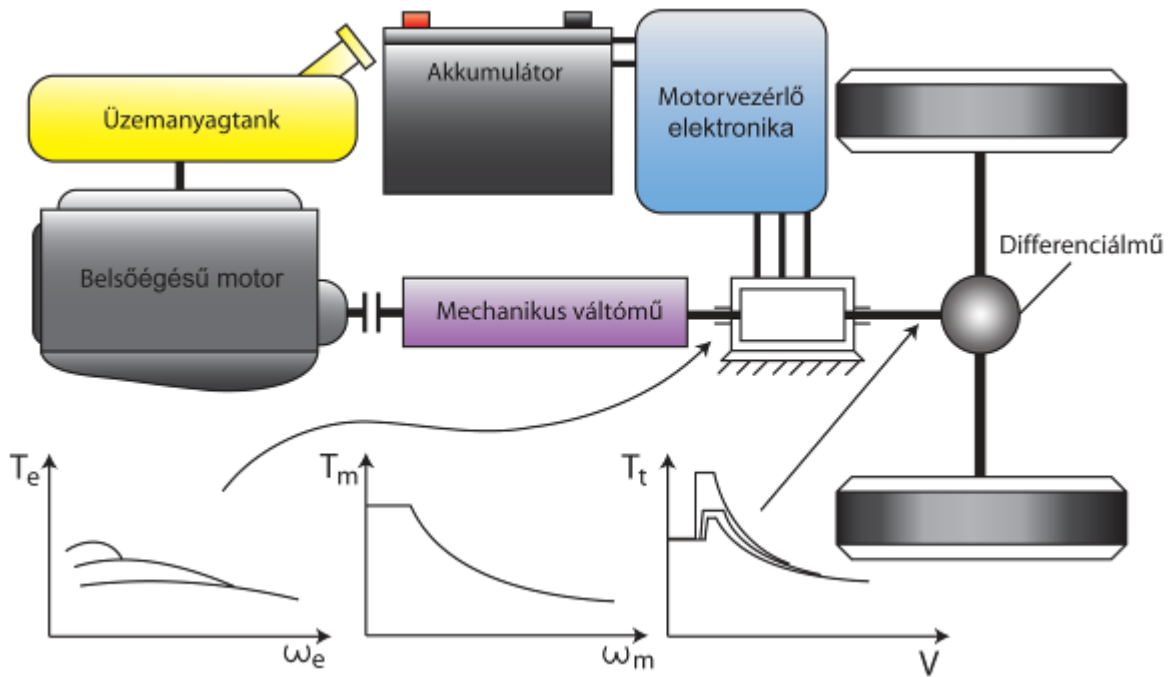 Üzemanyagtank
Akkumulátor
Motorvezérlő
elektronika
Belsőégésű motor
Mechanikus váltómű
Differenciálmű
Te
ωe
Tm
ωm
Tt
V